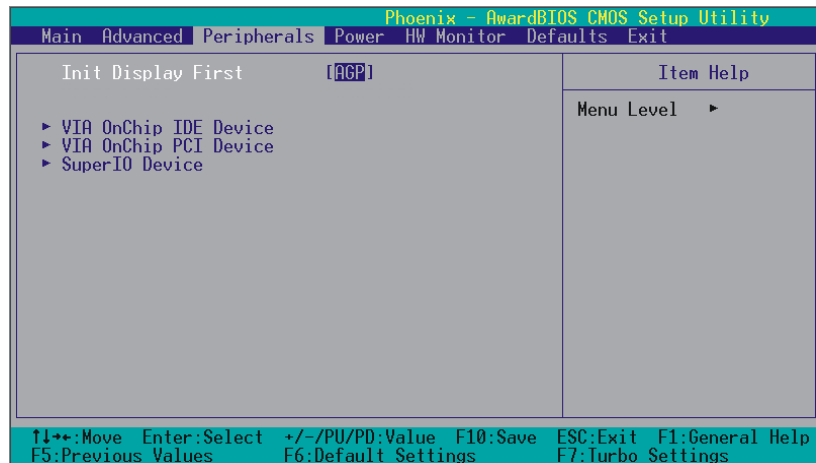 Phoenix - AwardBIOS CMOS Setup Utility
Main Advanced Peripherals Power HW Monitor Defaults Exit
Init Display First [AGP]
Item Help
Menu Level ►
► VIA OnChip IDE Device
► VIA OnChip PCI Device
► SuperIO Device
↑↓→←:Move Enter:Select +/-/PU/PD:Value F10:Save ESC:Exit F1:General Help
F5:Previous Values F6:Default Settings F7:Turbo Settings